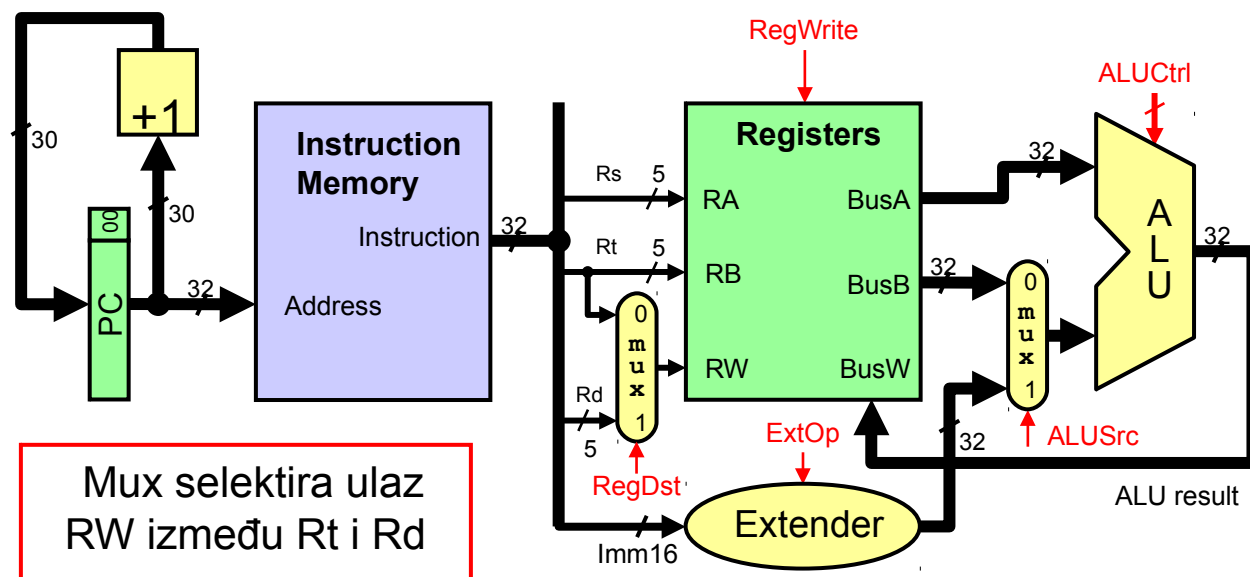 RegWrite
ALUCtrl
30
+1
30
00
PC
32
Instruction
Memory
Instruction
Address
32
Rs
5
Rt
5
Rd
5
0
mux
1
RegDst
Imm16
Registers
RA
RB
RW
BusA
BusB
BusW
32
32
ExtOp
Extender
32
0
mux
1
ALUSrc
ALU
32
ALU result
Mux selektira ulaz
RW između Rt i Rd